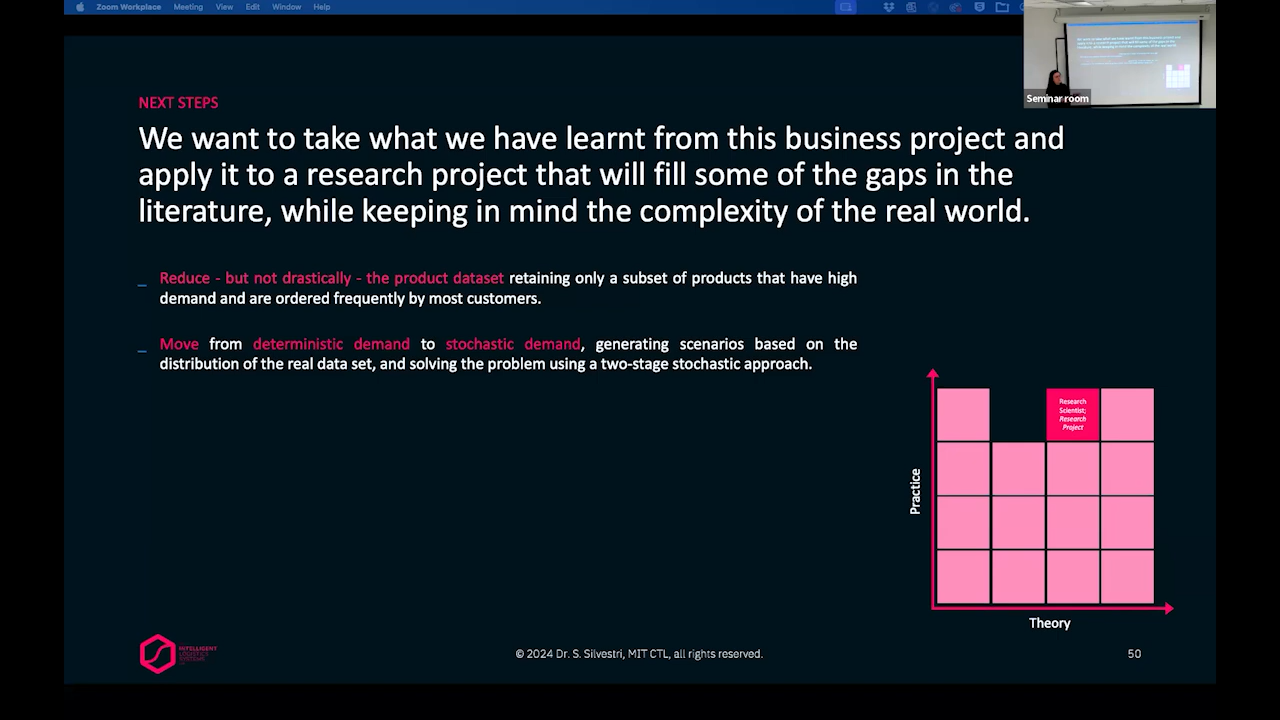 Zoom Workplace Meeting View Edit Window Help
Seminar room
NEXT STEPS
We want to take what we have learnt from this business project and
apply it to a research project that will fill some of the gaps in the
literature, while keeping in mind the complexity of the real world.
_ Reduce - but not drastically - the product dataset retaining only a subset of products that have high
demand and are ordered frequently by most customers.
_ Move from deterministic demand to stochastic demand, generating scenarios based on the
distribution of the real data set, and solving the problem using a two-stage stochastic approach.
Research
Scientist;
Research
Project
Practice
Theory
INTELLIGENT
LOGISTICS
SYSTEMS
© 2024 Dr. S. Silvestri, MIT CTL, all rights reserved.
50